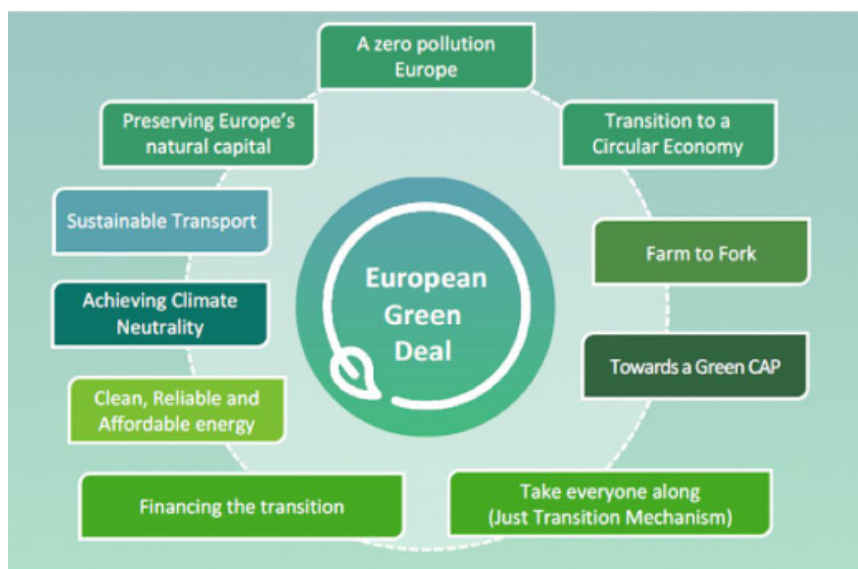 A zero pollution
Europe
Preserving Europe's
natural capital
Transition to a
Circular Economy
Sustainable Transport
Farm to Fork
European
Green
Deal
Achieving Climate
Neutrality
Towards a Green CAP
Clean, Reliable and
Affordable energy
Financing the transition
Take everyone along
(Just Transition Mechanism)